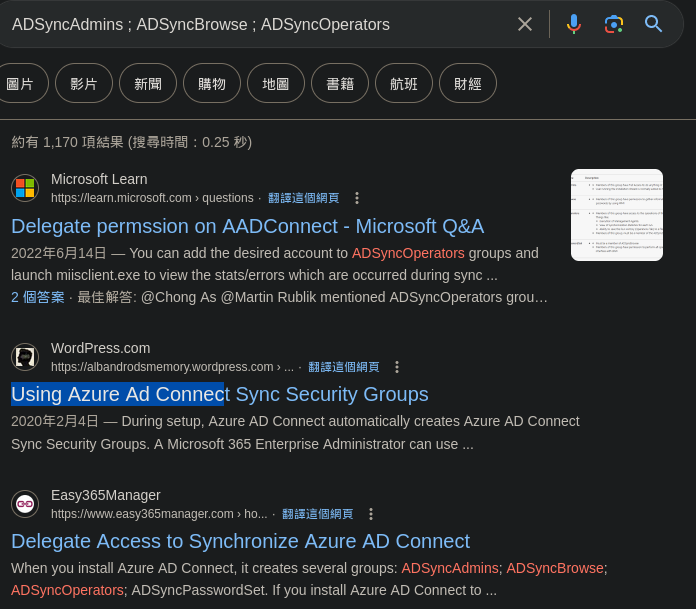 ADSyncAdmins ; ADSyncBrowse ; ADSyncOperators
圖片 影片 新聞 購物 地圖 書籍 航班 財經
約有 1,170 項結果 (搜尋時間：0.25 秒)
Microsoft Learn
https://learn.microsoft.com › questions · 翻譯這個網頁
Delegate permssion on AADConnect - Microsoft Q&A
2022年6月14日 — You can add the desired account to ADSyncOperators groups and
launch miisclient.exe to view the stats/errors which are occurred during sync ...
2 個答案 · 最佳解答: @Chong As @Martin Rublik mentioned ADSyncOperators grou…
WordPress.com
https://albandrodsmemory.wordpress.com › ... · 翻譯這個網頁
Using Azure Ad Connect Sync Security Groups
2020年2月4日 — During setup, Azure AD Connect automatically creates Azure AD Connect
Sync Security Groups. A Microsoft 365 Enterprise Administrator can use ...
Easy365Manager
https://www.easy365manager.com › ho... · 翻譯這個網頁
Delegate Access to Synchronize Azure AD Connect
When you install Azure AD Connect, it creates several groups: ADSyncAdmins; ADSyncBrowse;
ADSyncOperators; ADSyncPasswordSet. If you install Azure AD Connect to ...